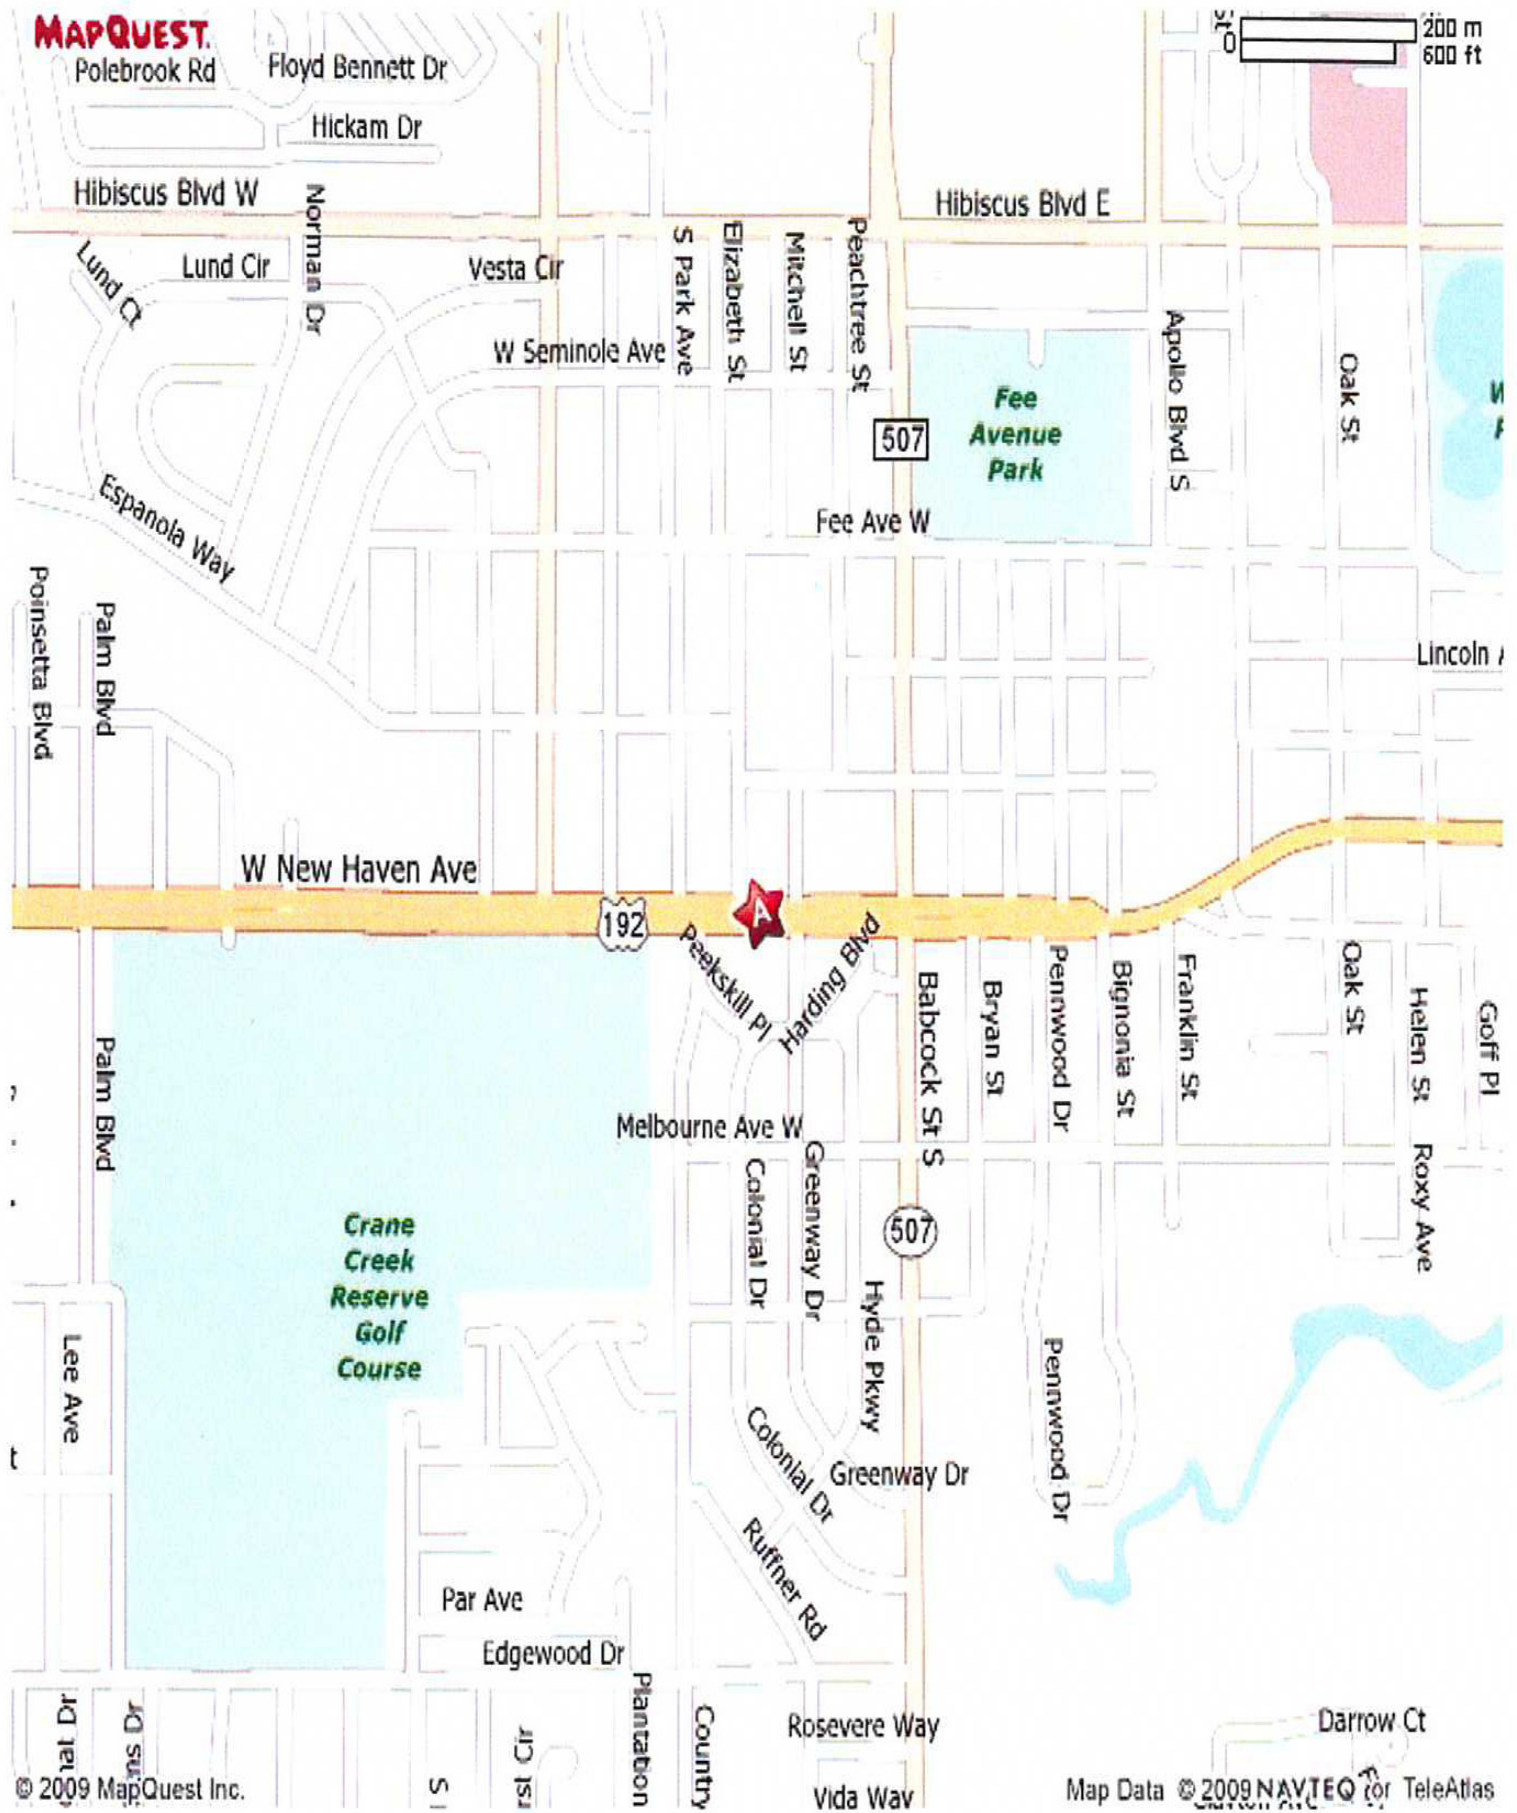 MAPQUEST.
200 m
0
600 ft
Polebrook Rd
Floyd Bennett Dr
Hickam Dr
Hibiscus Blvd W
Hibiscus Blvd E
Norman Dr
Lund Ct
Lund Cir
Vesta Cir
S Park Ave
Elizabeth St
Mitchell St
Peachtree St
W Seminole Ave
Apollo Blvd S
Oak St
Fee
Avenue
Park
507
Espanola Way
Fee Ave W
Poinsetta Blvd
Palm Blvd
Lincoln
W New Haven Ave
192
A
Peekskill Pl
Harding Blvd
Babcock St S
Bryan St
Pennwood Dr
Bignonia St
Franklin St
Oak St
Helen St
Goff Pl
Palm Blvd
Melbourne Ave W
Colonial Dr
Greenway Dr
Roxy Ave
507
Crane
Creek
Reserve
Golf
Course
Hyde Pkwy
Lee Ave
Pennwood Dr
Colonial Dr
Greenway Dr
Ruffner Rd
Par Ave
Edgewood Dr
Plantation
Country
Rosevere Way
Darrow Ct
Vida Way
© 2009 MapQuest Inc.
Map Data © 2009 NAVTEQ or TeleAtlas